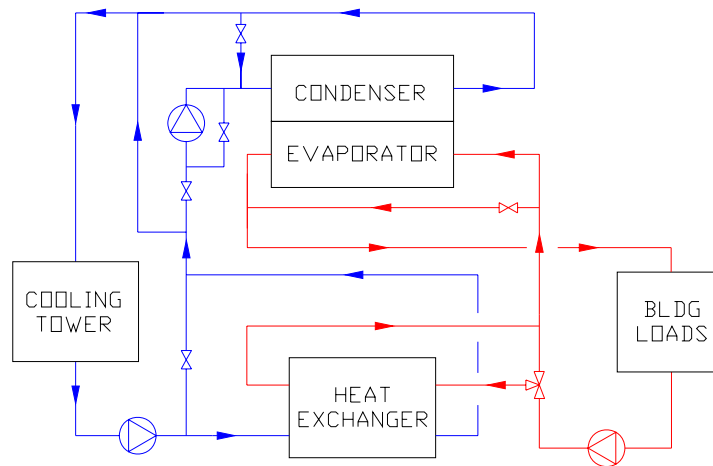 CONDENSER
EVAPORATOR
COOLING
TOWER
BLDG
LOADS
HEAT
EXCHANGER